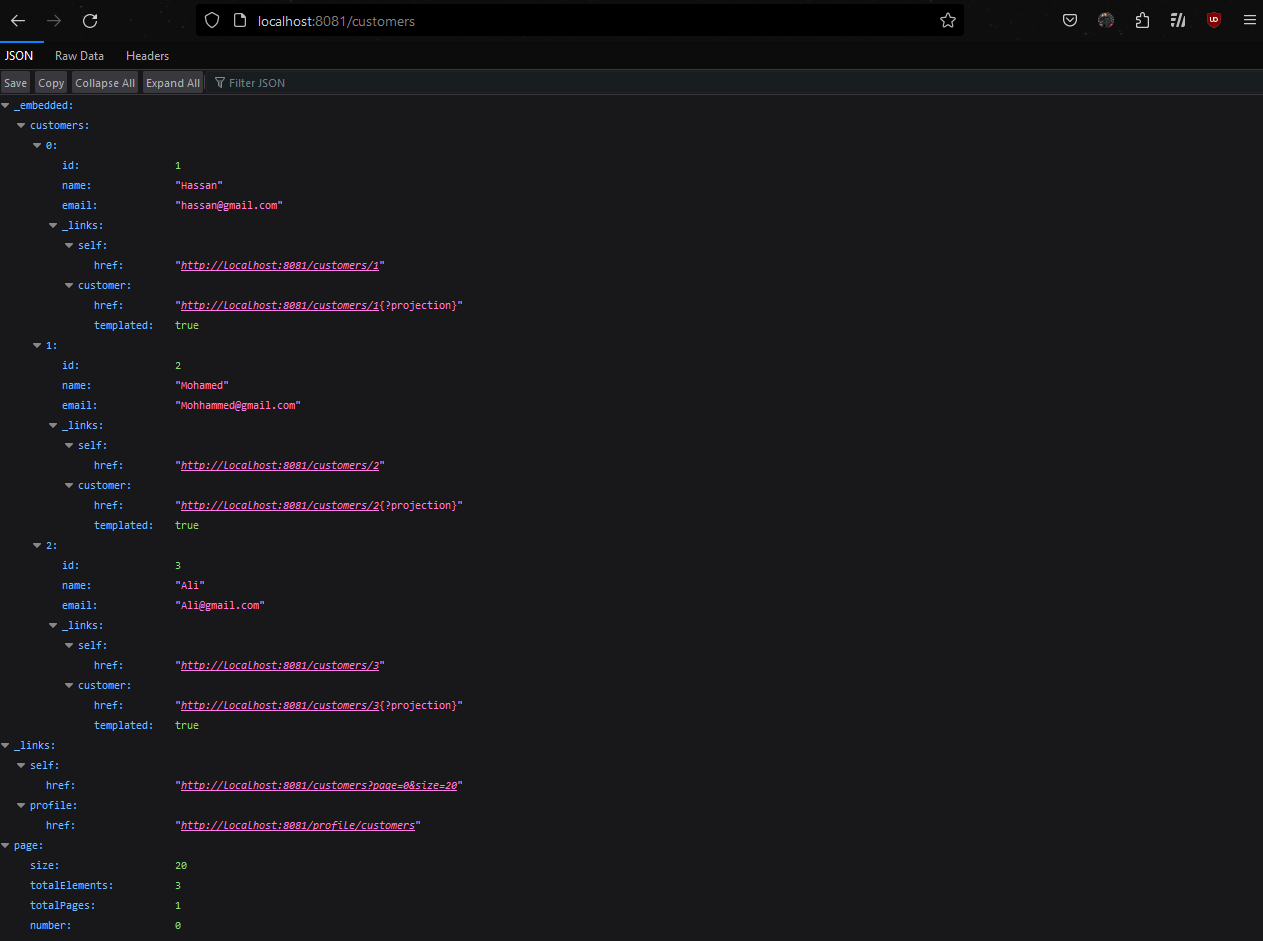 localhost:8081/customers
JSON Raw Data Headers
Save Copy Collapse All Expand All Filter JSON
_embedded:
customers:
0:
id: 1
name: "Hassan"
email: "hassan@gmail.com"
_links:
self:
href: "http://localhost:8081/customers/1"
customer:
href: "http://localhost:8081/customers/1{?projection}"
templated: true
1:
id: 2
name: "Mohamed"
email: "Mohhammed@gmail.com"
_links:
self:
href: "http://localhost:8081/customers/2"
customer:
href: "http://localhost:8081/customers/2{?projection}"
templated: true
2:
id: 3
name: "Ali"
email: "Ali@gmail.com"
_links:
self:
href: "http://localhost:8081/customers/3"
customer:
href: "http://localhost:8081/customers/3{?projection}"
templated: true
_links:
self:
href: "http://localhost:8081/customers?page=0&size=20"
profile:
href: "http://localhost:8081/profile/customers"
page:
size: 20
totalElements: 3
totalPages: 1
number: 0